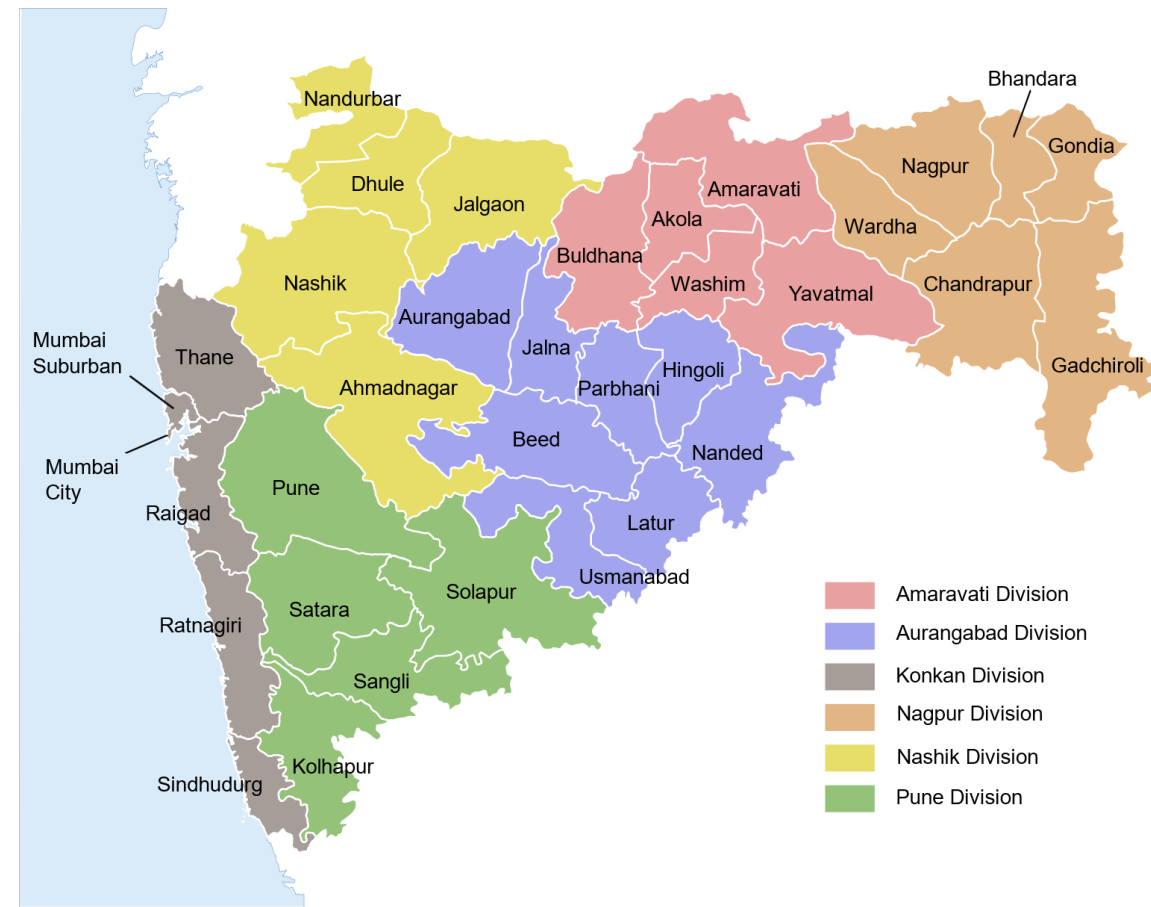 Bhandara
Nandurbar
Gondia
Nagpur
Dhule
Amaravati
Jalgaon
Akola
Wardha
Buldhana
Nashik
Washim
Chandrapur
Yavatmal
Aurangabad
Mumbai
Suburban
Thane
Jalna
Hingoli
Gadchiroli
Ahmadnagar
Parbhani
Beed
Nanded
Mumbai
City
Pune
Raigad
Latur
Usmanabad
Solapur
Satara
Ratnagiri
Sangli
Kolhapur
Sindhudurg
Amaravati Division
Aurangabad Division
Konkan Division
Nagpur Division
Nashik Division
Pune Division